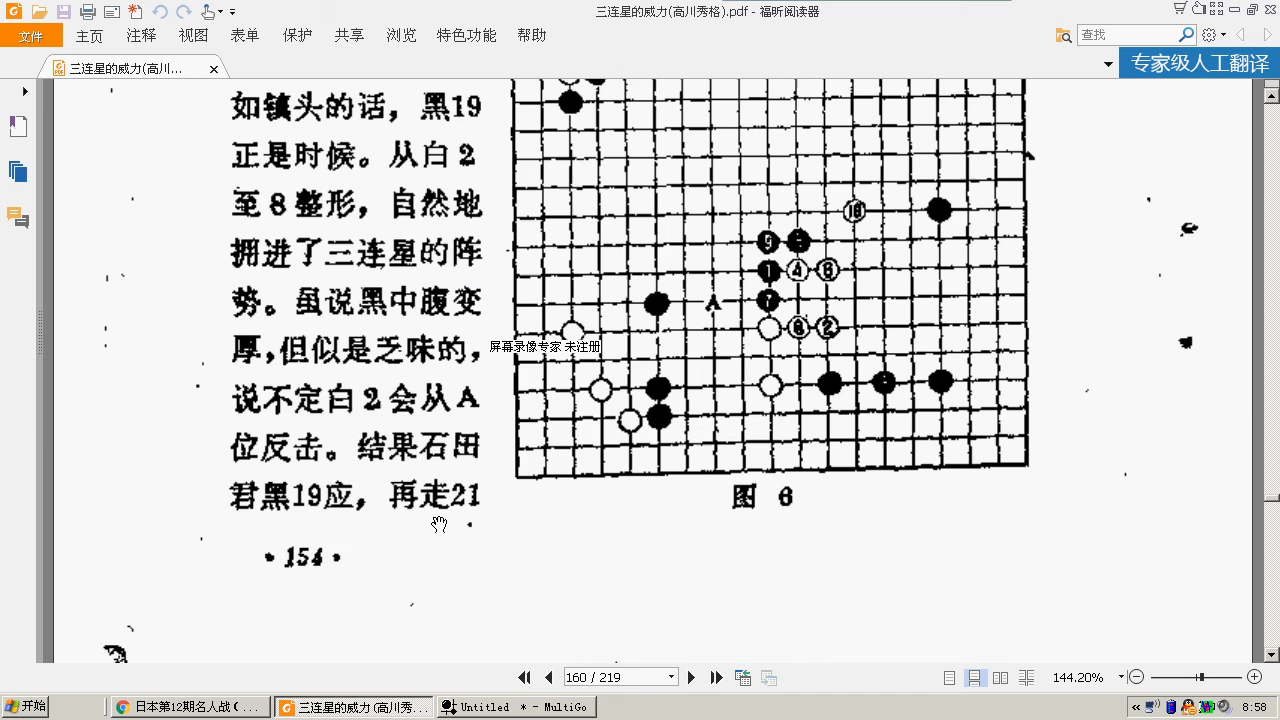 三连星的威力(高川秀格).pdf - 福昕阅读器
文件 主页 注释 视图 表单 保护 共享 浏览 特色功能 帮助
查找
三连星的威力(高川...
专家级人工翻译
如镇头的话，黑19
正是时候。从白2
至8整形，自然地
拥进了三连星的阵
势。虽说黑中腹变
厚，但似是乏味的，
说不定白2会从A
位反击。结果石田
君黑19应，再走21
·154·
10
9
1 4 6
7 A
8 2
屏幕录像专家 未注册
图 6
160 / 219
144.20%
开始
日本第12期名人战 ( ...
三连星的威力(高川秀...
Untitled * - MultiGo
8:58